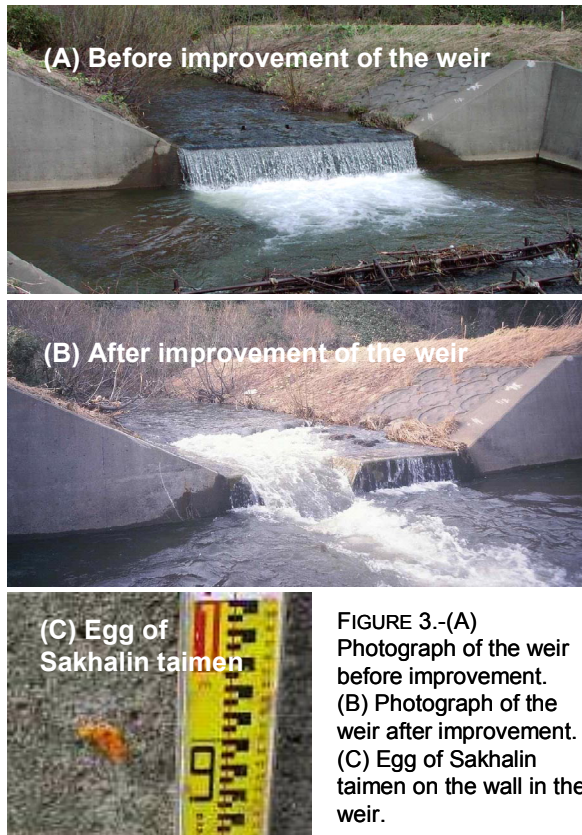 (A) Before improvement of the weir
(B) After improvement of the weir
(C) Egg of
Sakhalin taimen
FIGURE 3.-(A)
Photograph of the weir
before improvement.
(B) Photograph of the
weir after improvement.
(C) Egg of Sakhalin
taimen on the wall in the
weir.